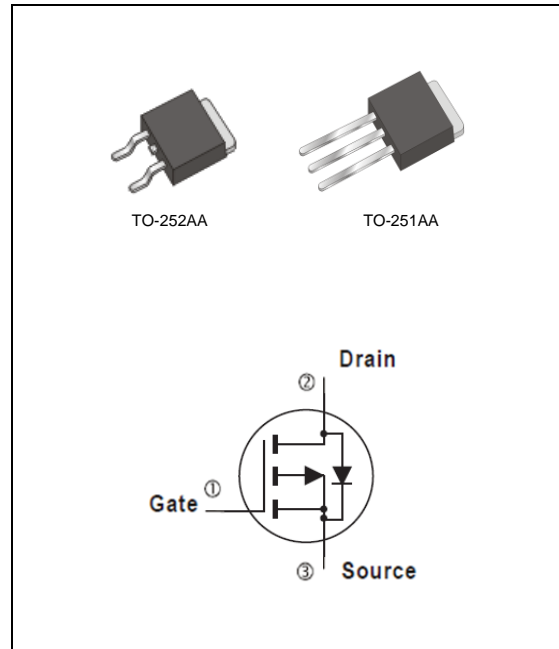 TO-252AA
TO-251AA
Drain
②
Gate ①
③ Source